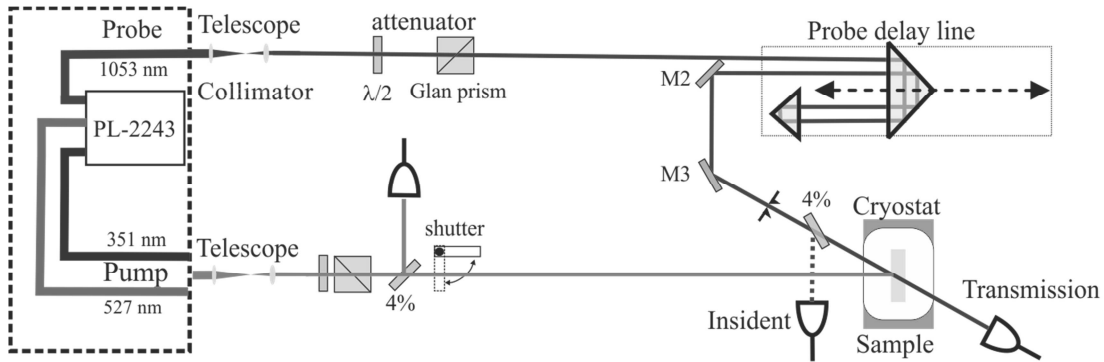 Probe
Telescope
attenuator
Probe delay line
1053 nm
Collimator
λ/2
Glan prism
M2
PL-2243
M3
4%
Cryostat
shutter
351 nm
Telescope
Pump
527 nm
4%
Insident
Transmission
Sample